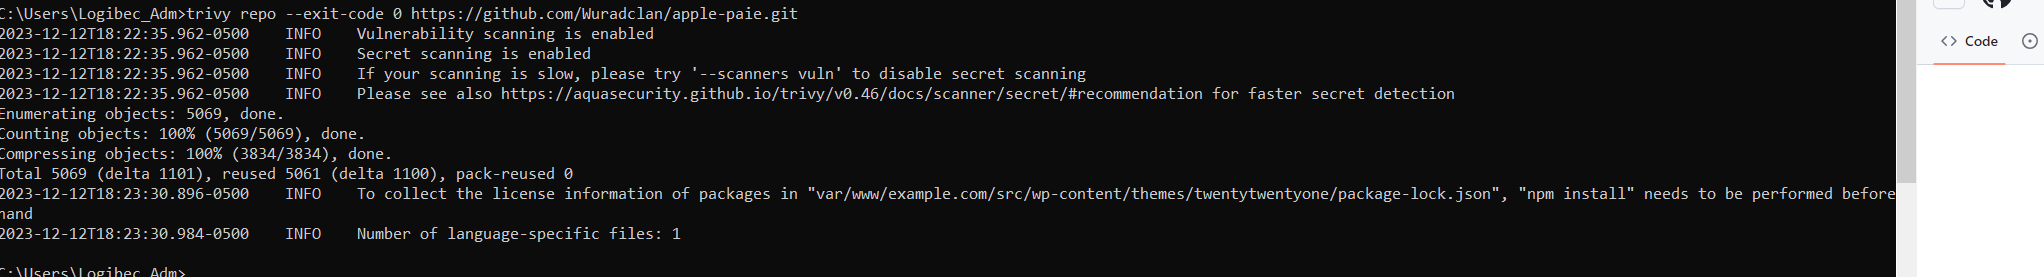 C:\Users\Logibec_Adm>trivy repo --exit-code 0 https://github.com/Wuradclan/apple-paie.git
2023-12-12T18:22:35.962-0500 INFO Vulnerability scanning is enabled
2023-12-12T18:22:35.962-0500 INFO Secret scanning is enabled
2023-12-12T18:22:35.962-0500 INFO If your scanning is slow, please try '--scanners vuln' to disable secret scanning
2023-12-12T18:22:35.962-0500 INFO Please see also https://aquasecurity.github.io/trivy/v0.46/docs/scanner/secret/#recommendation for faster secret detection
Enumerating objects: 5069, done.
Counting objects: 100% (5069/5069), done.
Compressing objects: 100% (3834/3834), done.
Total 5069 (delta 1101), reused 5061 (delta 1100), pack-reused 0
2023-12-12T18:23:30.896-0500 INFO To collect the license information of packages in "var/www/example.com/src/wp-content/themes/twentytwentyone/package-lock.json", "npm install" needs to be performed before
hand
2023-12-12T18:23:30.984-0500 INFO Number of language-specific files: 1
C:\Users\Logibec_Adm>
<> Code